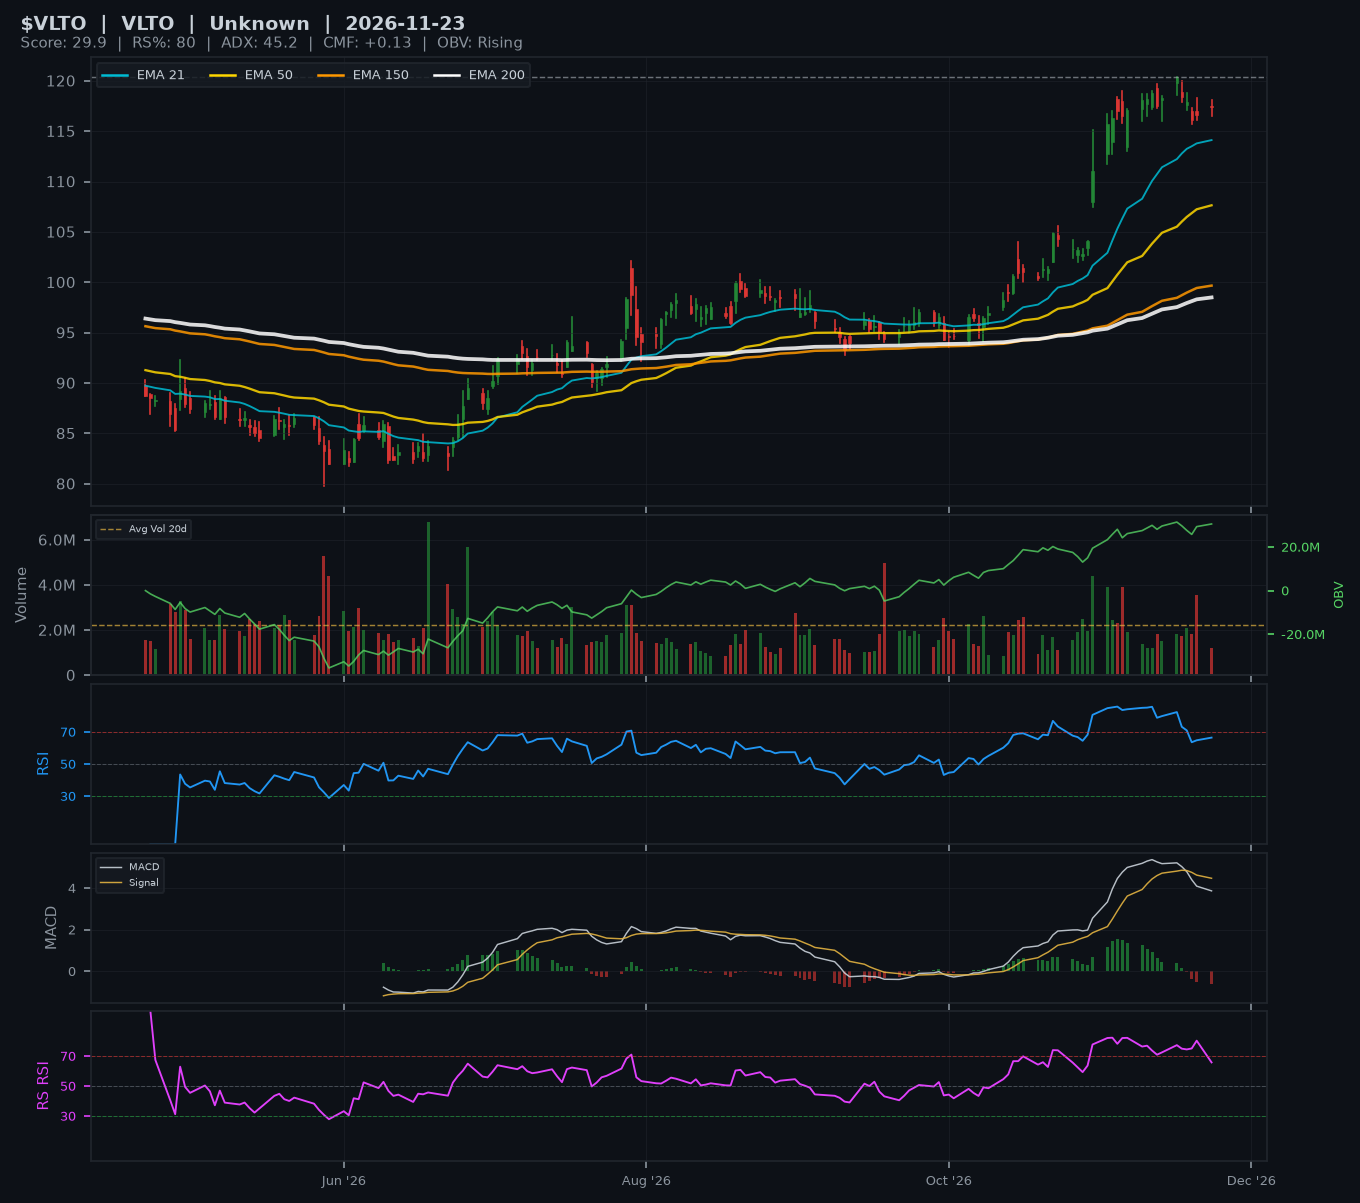 $VLTO | VLTO | Unknown | 2026-11-23
Score: 29.9 | RS%: 80 | ADX: 45.2 | CMF: +0.13 | OBV: Rising
EMA 21 EMA 50 EMA 150 EMA 200
120
115
110
105
100
95
90
85
80
Avg Vol 20d
6.0M
4.0M
2.0M
0
Volume
20.0M
0
-20.0M
OBV
70
50
30
RSI
MACD
Signal
4
2
0
MACD
70
50
30
RS RSI
Jun '26 Aug '26 Oct '26 Dec '26